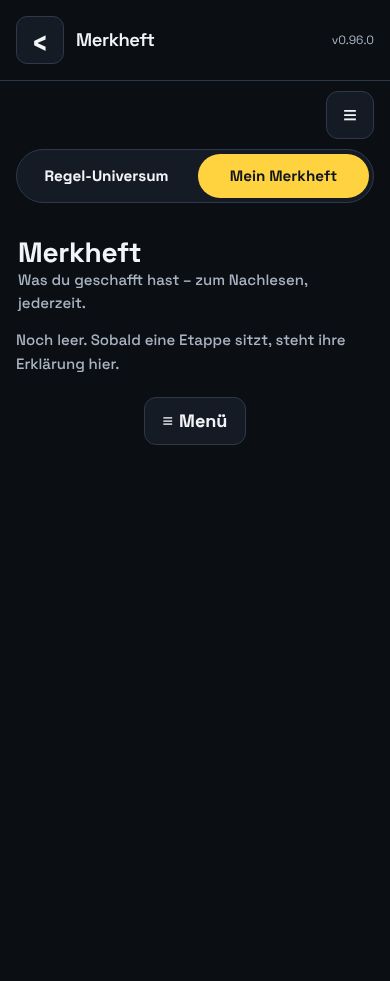 <
Merkheft
v0.96.0
≡
Regel-Universum
Mein Merkheft
Merkheft
Was du geschafft hast – zum Nachlesen,
jederzeit.
Noch leer. Sobald eine Etappe sitzt, steht ihre
Erklärung hier.
≡ Menü